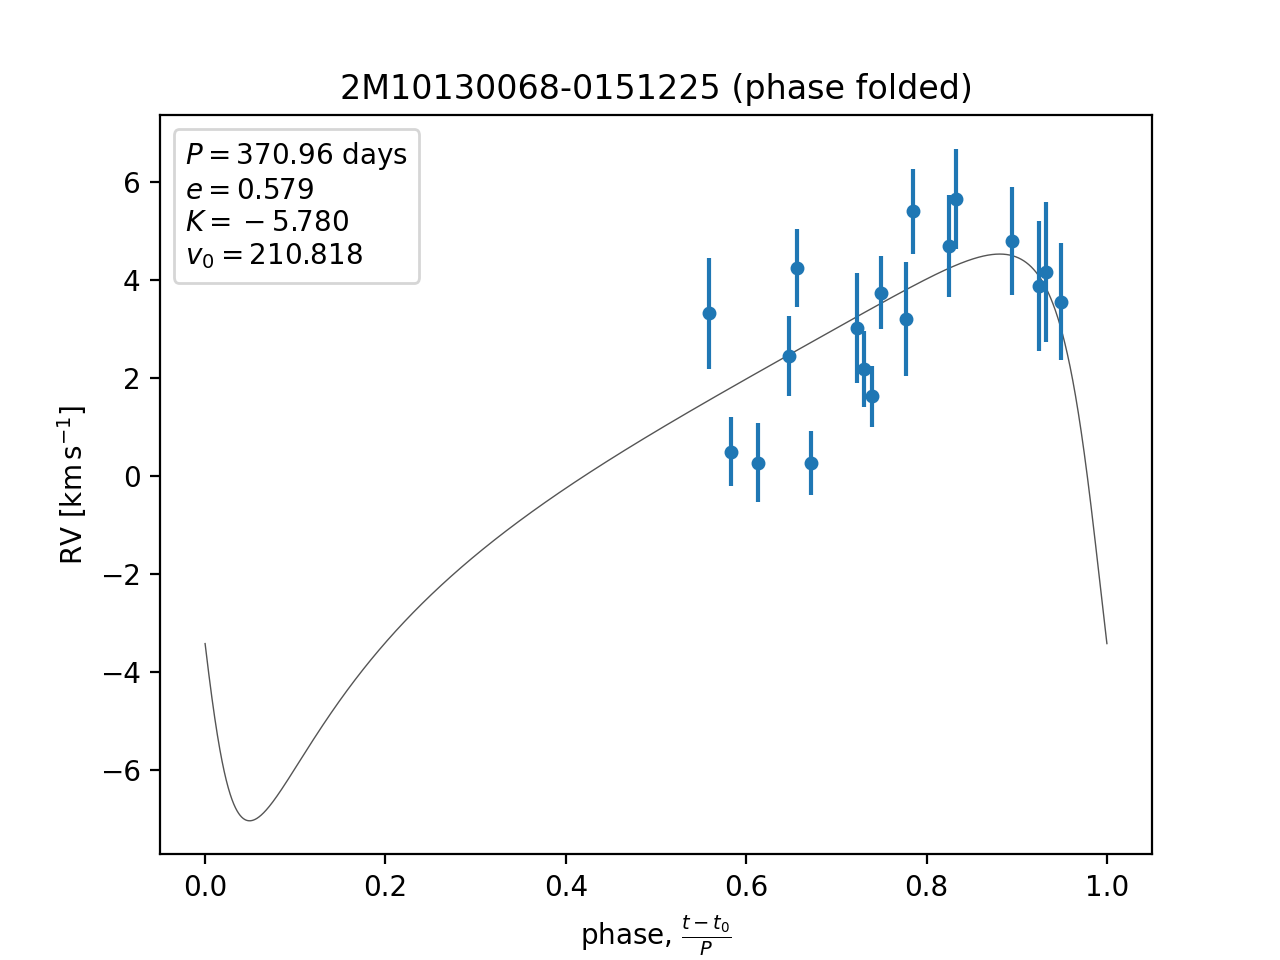 2M10130068-0151225 (phase folded)
P = 370.96 days
e = 0.579
K = −5.780
v₀ = 210.818
RV [km s⁻¹]
6
4
2
0
−2
−4
−6
0.0 0.2 0.4 0.6 0.8 1.0
phase, (t − t₀)/P